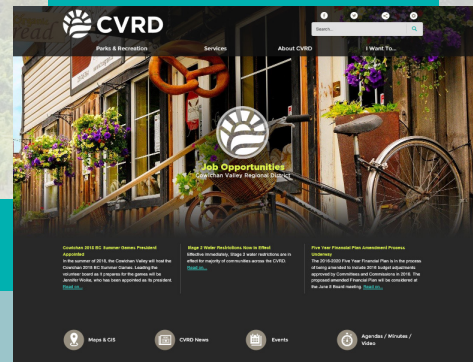 CVRD
Search...
Parks & Recreation
Services
About CVRD
I Want To...
Job Opportunities
Cowichan Valley Regional District
Cowichan 2018 BC Summer Games President
Appointed
In the summer of 2018, the Cowichan Valley will host the
Cowichan 2018 BC Summer Games. Leading the
volunteer board as it prepares for the games will be
Jennifer Woike, who has been appointed as its president.
Read on...
Stage 2 Water Restrictions Now in Effect
Effective immediately, Stage 2 water restrictions are in
effect for majority of communities across the CVRD.
Read on...
Five Year Financial Plan Amendment Process
Underway
The 2016-2020 Five Year Financial Plan is in the process
of being amended to include 2016 budget adjustments
approved by Committees and Commissions in 2016. The
proposed amended Financial Plan will be considered at
the June 8 Board meeting. Read on...
Maps & GIS
CVRD News
Events
Agendas / Minutes /
Video